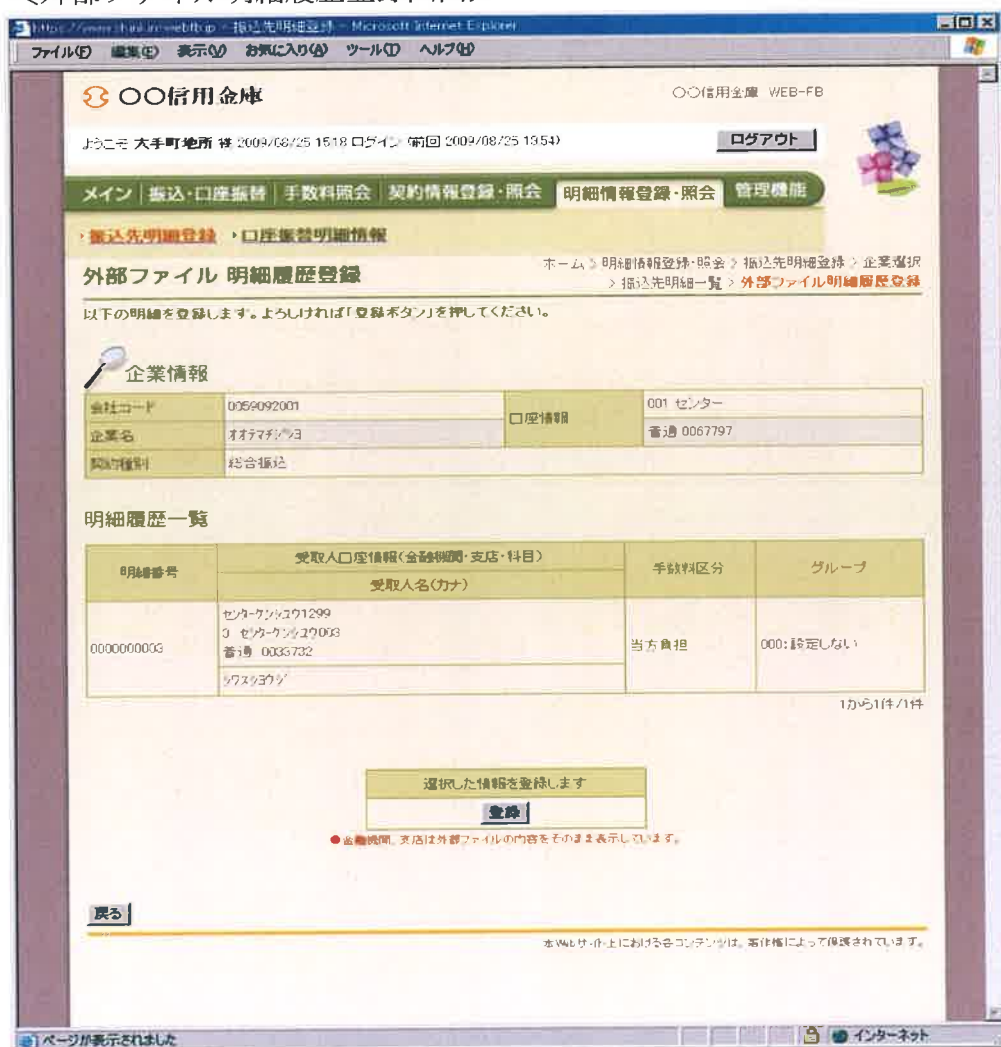 振込先明細登録 - Microsoft Internet Explorer
ファイル(F) 編集(E) 表示(V) お気に入り(A) ツール(T) ヘルプ(H)
〇〇信用金庫
〇〇信用金庫 WEB-FB
ようこそ 大手町地所 様 2009/08/25 15:18 ログイン (前回 2009/08/25 13:54)
ログアウト
メイン 振込・口座振替 手数料照会 契約情報登録・照会 明細情報登録・照会 管理機能
振込先明細登録 口座振替明細情報
外部ファイル 明細履歴登録
ホーム > 明細情報登録・照会 > 振込先明細登録 > 企業選択
> 振込先明細一覧 > 外部ファイル明細履歴登録
以下の明細を登録します。よろしければ「登録ボタン」を押してください。
企業情報
会社コード 0059092001 口座情報 001 センター
企業名 オオテマチジシヨ 普通 0067797
契約種別 総合振込
明細履歴一覧
明細番号 受取人口座情報(金融機関・支店・科目) 手数料区分 グループ
受取人名(カナ)
センターケンシュウ1299
センターケンシュウ003
0000000003 普通 0033732 当方負担 000:設定しない
1から1件/1件
選択した情報を登録します
登録
●金融機関、支店は外部ファイルの内容をそのまま表示しています。
戻る
本Webサイト上における各コンテンツは、著作権によって保護されています。
ページが表示されました インターネット